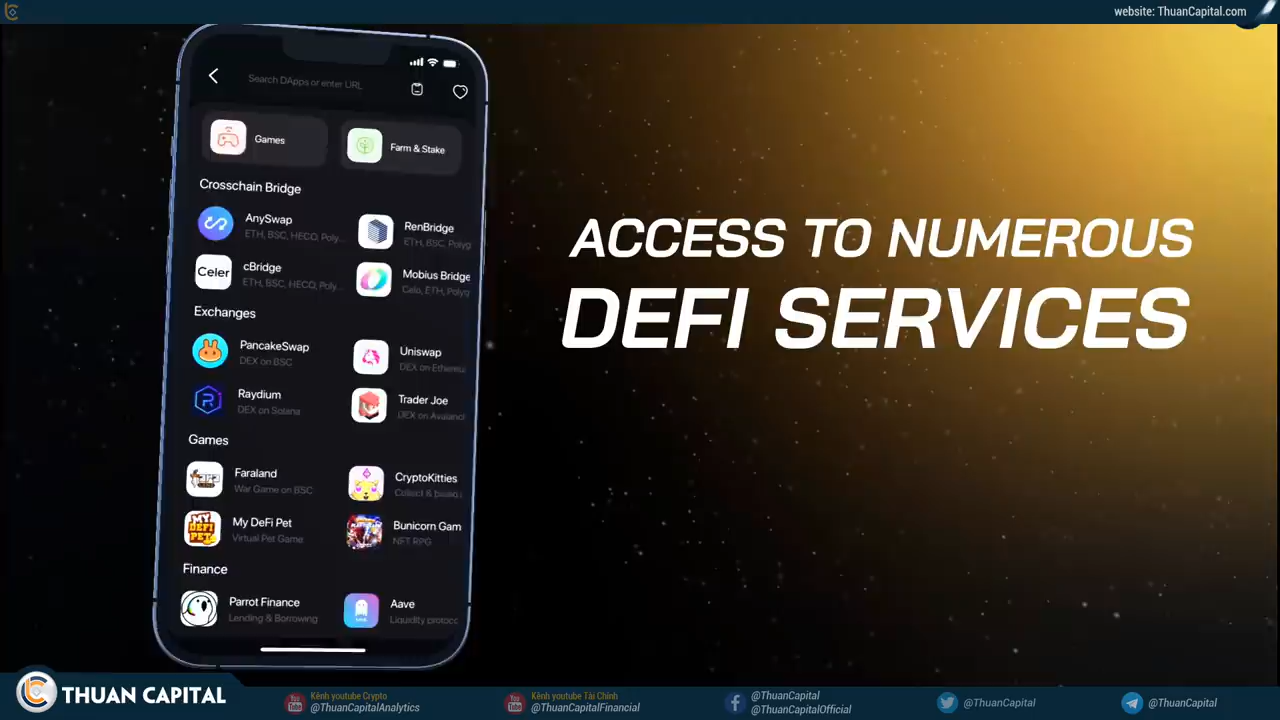 website: ThuanCapital.com
Search DApps or enter URL
Games
Farm & Stake
Crosschain Bridge
AnySwap
ETH, BSC, HECO, Poly...
RenBridge
ETH, BSC, Polyg
Celer
cBridge
ETH, BSC, HECO, Poly...
Mobius Bridge
Celo, ETH, Polyg
Exchanges
PancakeSwap
DEX on BSC
Uniswap
DEX on Ethereu
Raydium
DEX on Solana
Trader Joe
DEX on Avalanc
Games
Faraland
War Game on BSC
CryptoKitties
Collect &
MY DEFI PET
My DeFi Pet
Virtual Pet Game
Bunicorn Gam
NFT RPG
Finance
Parrot Finance
Lending & Borrowing
Aave
Liquidity protoc
ACCESS TO NUMEROUS
DEFI SERVICES
THUAN CAPITAL
Kênh youtube Crypto
@ThuanCapitalAnalytics
Kênh youtube Tài Chính
@ThuanCapitalFinancial
@ThuanCapital
@ThuanCapitalOfficial
@ThuanCapital
@ThuanCapital